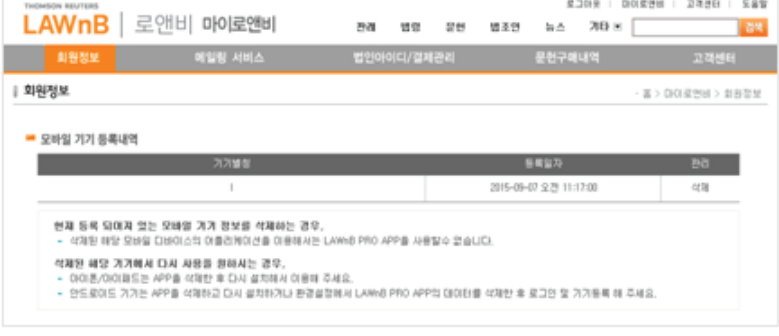 THOMSON REUTERS
로그아웃 | 마이로앤비 | 고객센터 | 도움말
LAWnB | 로앤비 마이로앤비
판례 법령 문헌 법조인 뉴스 기타 검색
회원정보 메일링 서비스 법인아이디/결제관리 문헌구매내역 고객센터
회원정보
홈 > 마이로앤비 > 회원정보
모바일 기기 등록내역
기기별칭 등록일자 관리
I 2015-09-07 오전 11:17:00 삭제
현재 등록 되어져 있는 모바일 기기 정보를 삭제하는 경우,
- 삭제된 해당 모바일 디바이스의 어플리케이션을 이용해서는 LAWnB PRO APP를 사용할수 없습니다.
삭제된 해당 기기에서 다시 사용을 원하시는 경우,
- 아이폰/아이패드는 APP을 삭제한 후 다시 설치해서 이용해 주세요.
- 안드로이드 기기는 APP을 삭제하고 다시 설치하거나 환경설정에서 LAWnB PRO APP의 데이터를 삭제한 후 로그인 및 기기등록 해 주세요.